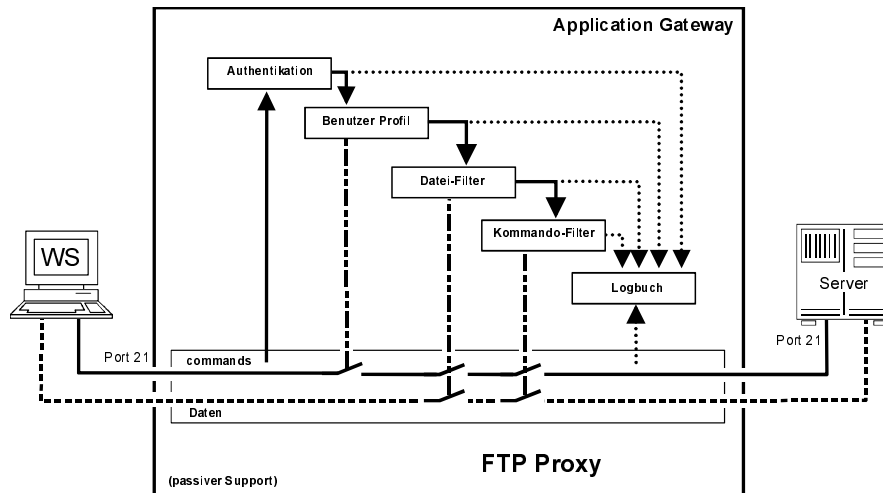 Application Gateway
Authentikation
Benutzer Profil
Datei-Filter
Kommando-Filter
WS
Logbuch
Server
Port 21
commands
Port 21
Daten
FTP Proxy
(passiver Support)